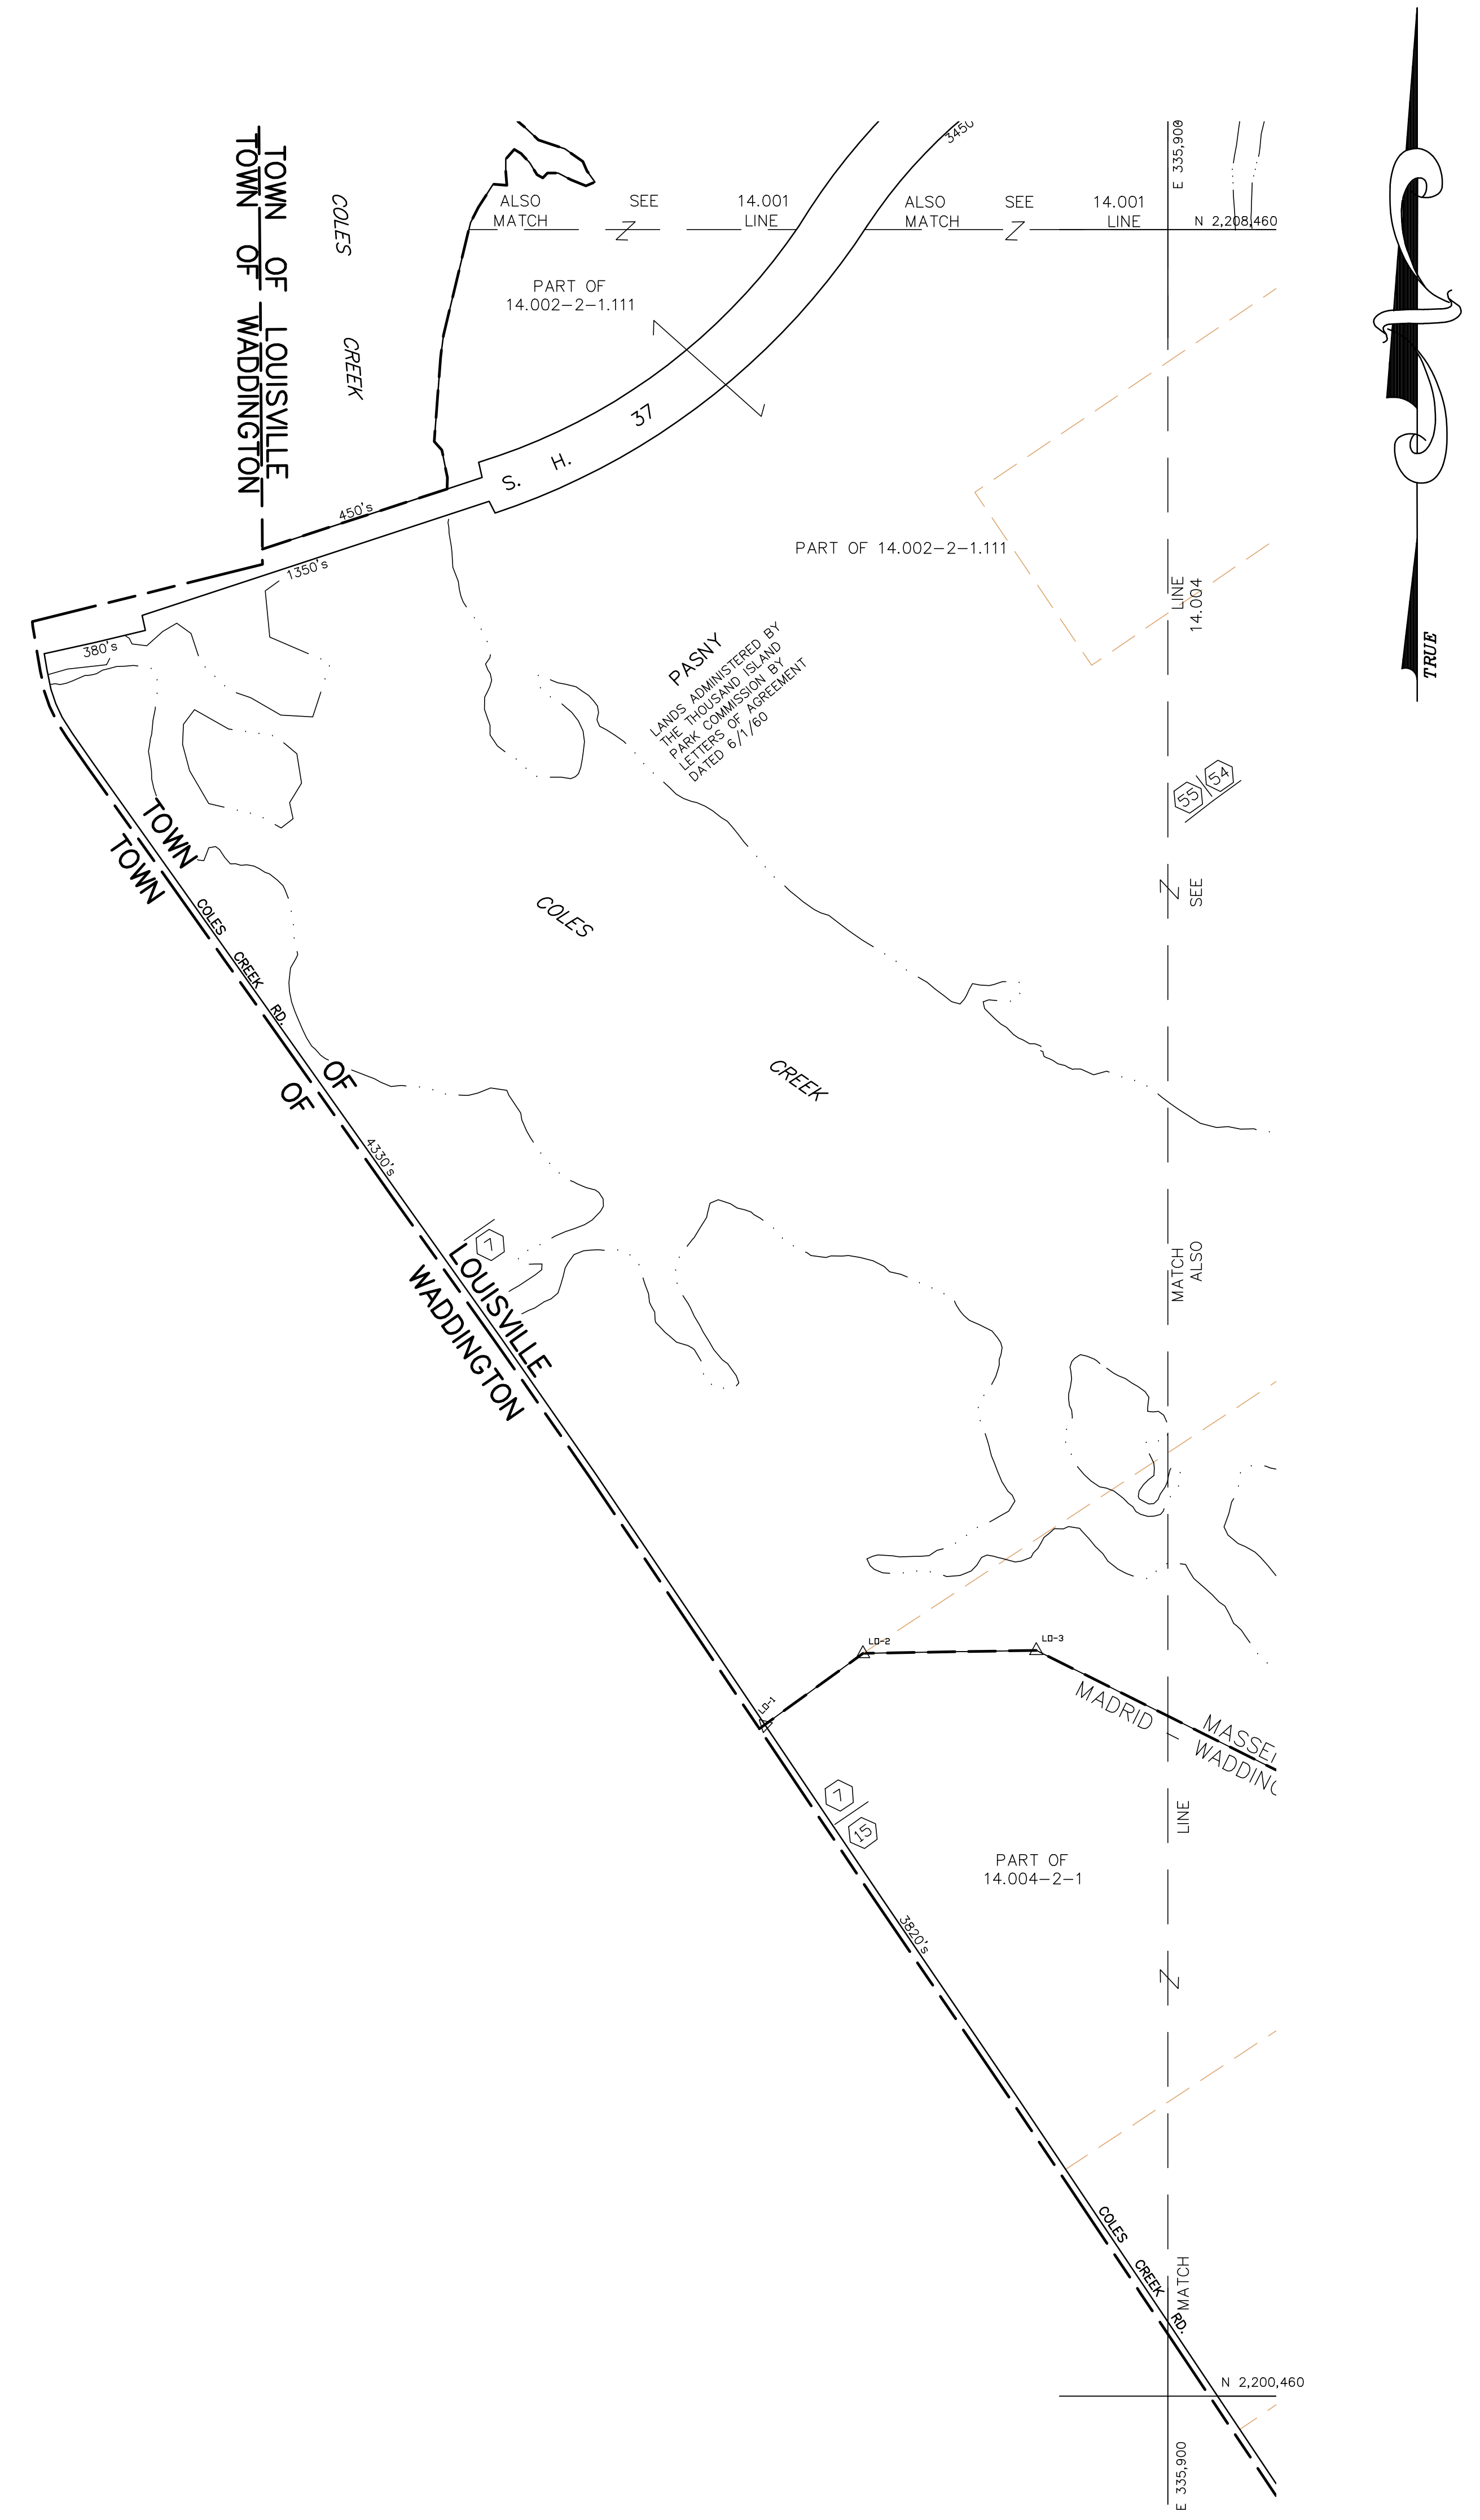 TOWN OF LOUISVILLE
TOWN OF WADDINGTON
COLES CREEK
ALSO SEE 14.001
MATCH LINE
ALSO SEE 14.001
MATCH LINE
3450
E 335,900
N 2,208,460
PART OF
14.002-2-1.111
S. H. 37
450's
1350's
380's
PART OF 14.002-2-1.111
PASNY
LANDS ADMINISTERED BY
THE THOUSAND ISLAND
PARK COMMISSION BY
LETTERS OF AGREEMENT
DATED 6/1/60
LINE
14.004
TRUE
55/54
SEE
TOWN OF LOUISVILLE
TOWN OF WADDINGTON
COLES CREEK RD.
COLES CREEK
4330's
7
MATCH
ALSO
LO-1
LO-2
LO-3
MADRID - WADDING
MASSE
7
15
LINE
PART OF
14.004-2-1
3820's
COLES CREEK RD.
MATCH
N 2,200,460
E 335,900